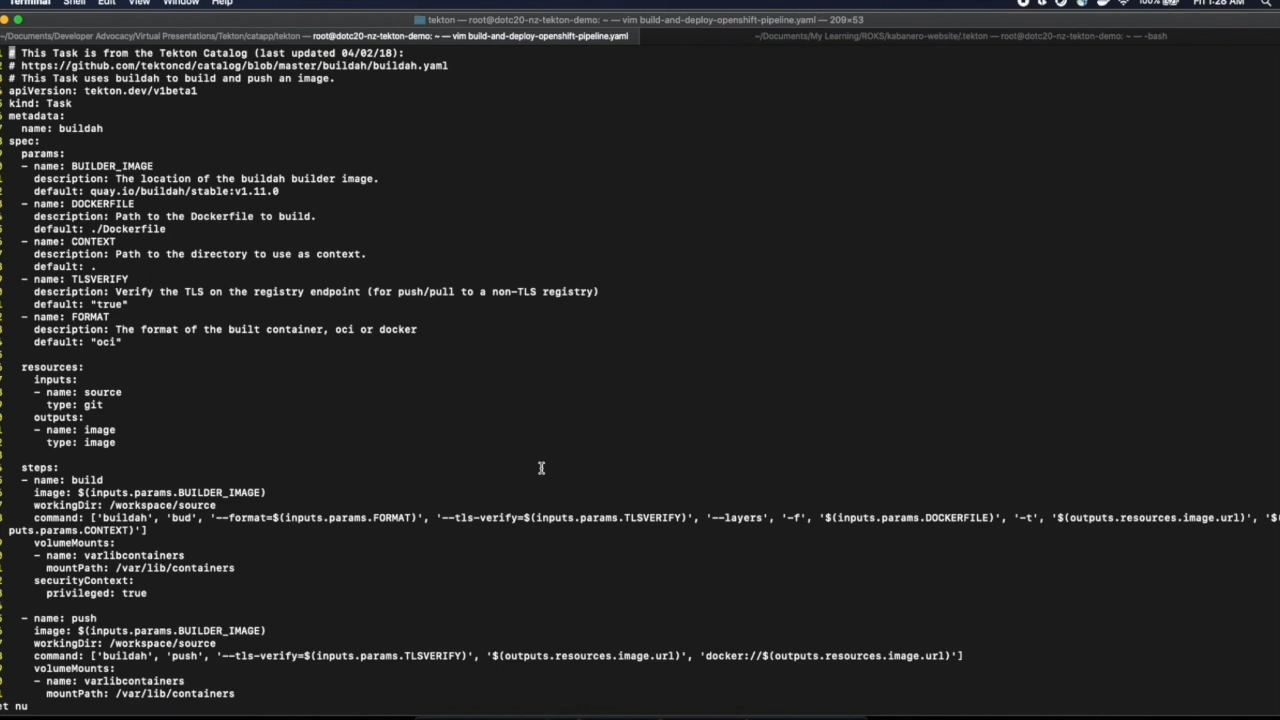 Terminal Shell Edit View Window Help 100% Fri 1:28 AM
tekton — root@dotc20-nz-tekton-demo: ~ — vim build-and-deploy-openshift-pipeline.yaml — 209×53
~/Documents/Developer Advocacy/Virtual Presentations/Tekton/catapp/tekton — root@dotc20-nz-tekton-demo: ~ — vim build-and-deploy-openshift-pipeline.yaml ~/Documents/My Learning/ROKS/kabanero-website/.tekton — root@dotc20-nz-tekton-demo: ~ — -bash
# This Task is from the Tekton Catalog (last updated 04/02/18):
# https://github.com/tektoncd/catalog/blob/master/buildah/buildah.yaml
# This Task uses buildah to build and push an image.
apiVersion: tekton.dev/v1beta1
kind: Task
metadata:
  name: buildah
spec:
  params:
  - name: BUILDER_IMAGE
    description: The location of the buildah builder image.
    default: quay.io/buildah/stable:v1.11.0
  - name: DOCKERFILE
    description: Path to the Dockerfile to build.
    default: ./Dockerfile
  - name: CONTEXT
    description: Path to the directory to use as context.
    default: .
  - name: TLSVERIFY
    description: Verify the TLS on the registry endpoint (for push/pull to a non-TLS registry)
    default: "true"
  - name: FORMAT
    description: The format of the built container, oci or docker
    default: "oci"
  resources:
    inputs:
    - name: source
      type: git
    outputs:
    - name: image
      type: image
  steps:
  - name: build
    image: $(inputs.params.BUILDER_IMAGE)
    workingDir: /workspace/source
    command: ['buildah', 'bud', '--format=$(inputs.params.FORMAT)', '--tls-verify=$(inputs.params.TLSVERIFY)', '--layers', '-f', '$(inputs.params.DOCKERFILE)', '-t', '$(outputs.resources.image.url)', '$
puts.params.CONTEXT)']
    volumeMounts:
    - name: varlibcontainers
      mountPath: /var/lib/containers
    securityContext:
      privileged: true
  - name: push
    image: $(inputs.params.BUILDER_IMAGE)
    workingDir: /workspace/source
    command: ['buildah', 'push', '--tls-verify=$(inputs.params.TLSVERIFY)', '$(outputs.resources.image.url)', 'docker://$(outputs.resources.image.url)']
    volumeMounts:
    - name: varlibcontainers
      mountPath: /var/lib/containers
et nu